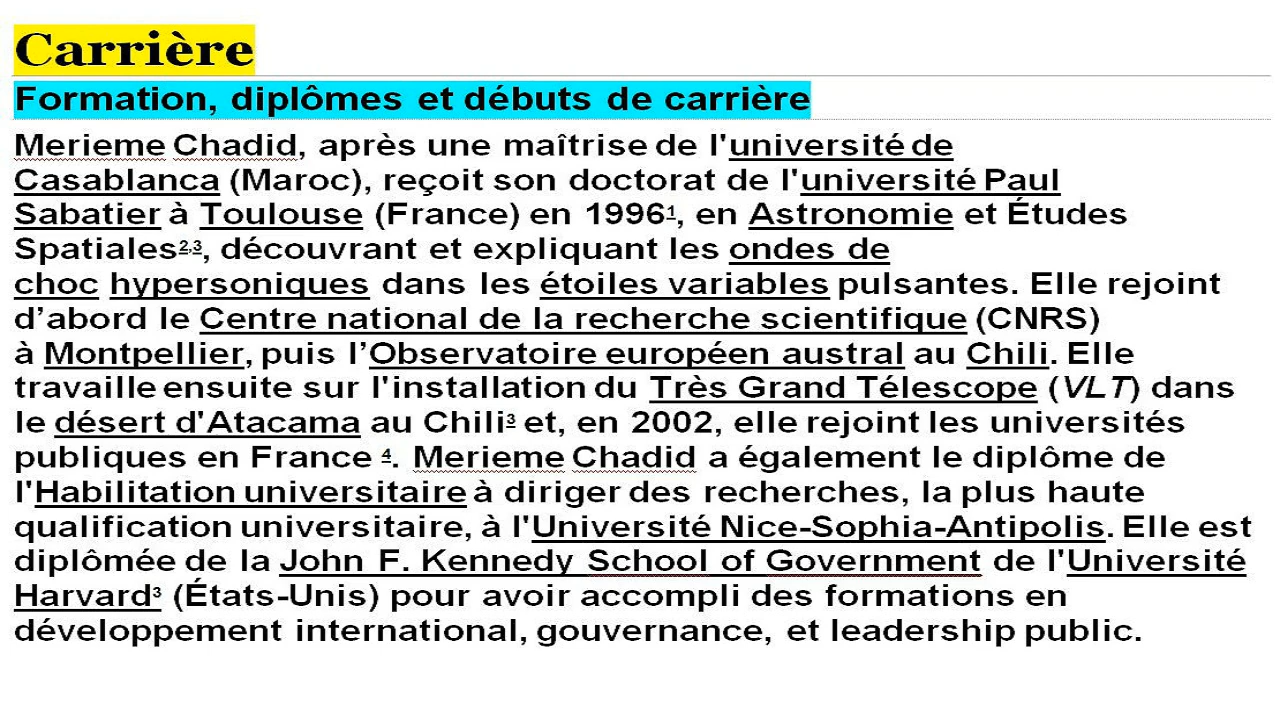 Carrière
Formation, diplômes et débuts de carrière
Merieme Chadid, après une maîtrise de l'université de
Casablanca (Maroc), reçoit son doctorat de l'université Paul
Sabatier à Toulouse (France) en 1996¹, en Astronomie et Études
Spatiales²,³, découvrant et expliquant les ondes de
choc hypersoniques dans les étoiles variables pulsantes. Elle rejoint
d’abord le Centre national de la recherche scientifique (CNRS)
à Montpellier, puis l’Observatoire européen austral au Chili. Elle
travaille ensuite sur l'installation du Très Grand Télescope (VLT) dans
le désert d'Atacama au Chili³ et, en 2002, elle rejoint les universités
publiques en France ⁴. Merieme Chadid a également le diplôme de
l'Habilitation universitaire à diriger des recherches, la plus haute
qualification universitaire, à l'Université Nice-Sophia-Antipolis. Elle est
diplômée de la John F. Kennedy School of Government de l'Université
Harvard³ (États-Unis) pour avoir accompli des formations en
développement international, gouvernance, et leadership public.